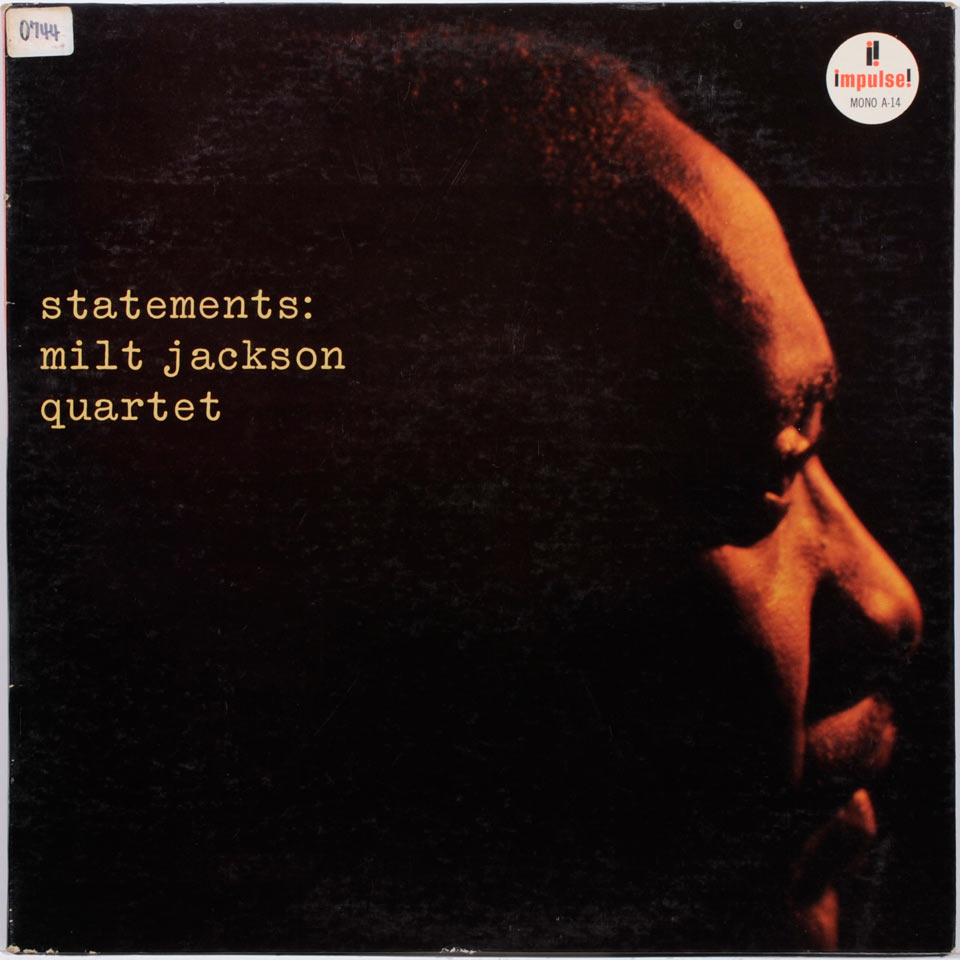 0744
i!
impulse!
MONO A-14
statements:
milt jackson
quartet